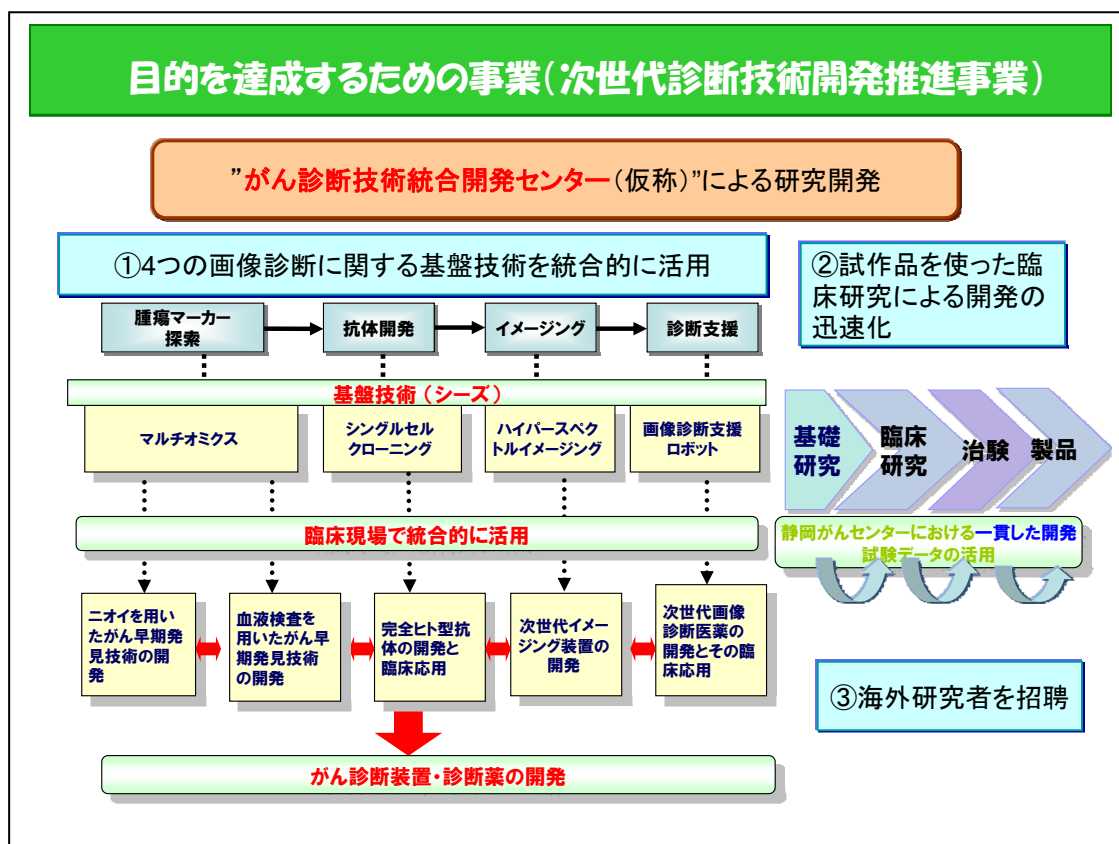 目的を達成するための事業(次世代診断技術開発推進事業)
”がん診断技術統合開発センター(仮称)”による研究開発
①4つの画像診断に関する基盤技術を統合的に活用
腫瘍マーカー
探索
抗体開発
イメージング
診断支援
基盤技術(シーズ)
マルチオミクス
シングルセル
クローニング
ハイパースペク
トルイメージング
画像診断支援
ロボット
臨床現場で統合的に活用
ニオイを用い
たがん早期発
見技術の開
発
血液検査を
用いたがん早
期発見技術
の開発
完全ヒト型抗
体の開発と
臨床応用
次世代イメー
ジング装置の
開発
次世代画像
診断医薬の
開発とその臨
床応用
がん診断装置・診断薬の開発
②試作品を使った臨
床研究による開発の
迅速化
基礎
研究
臨床
研究
治験
製品
静岡がんセンターにおける一貫した開発
試験データの活用
③海外研究者を招聘